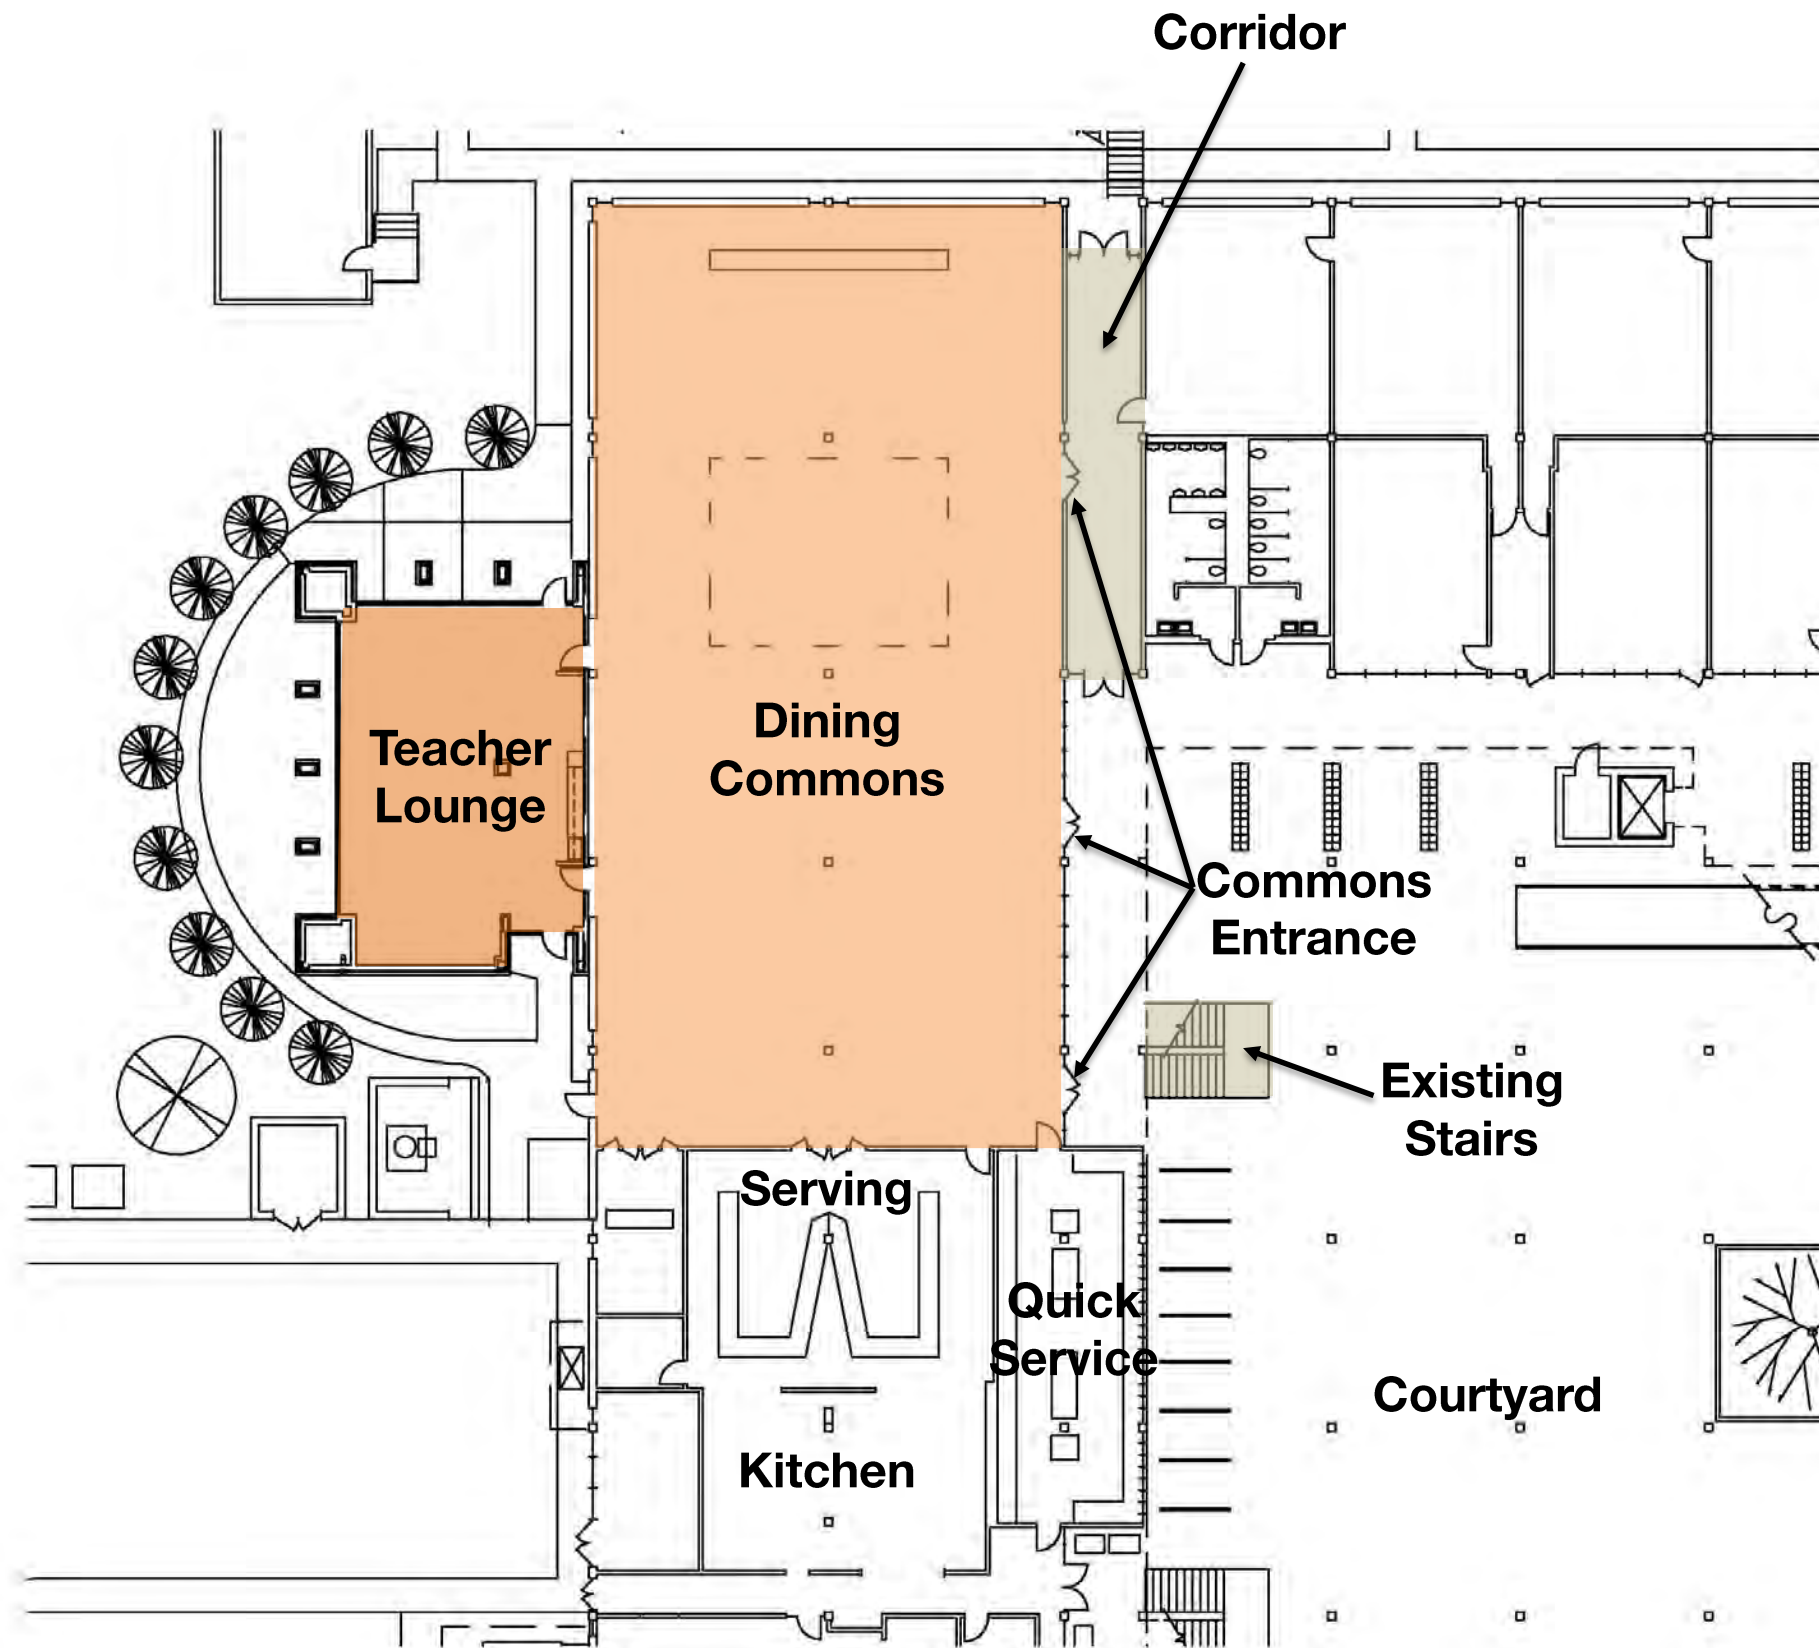 Corridor
Dining
Commons
Teacher
Lounge
Commons
Entrance
Existing
Stairs
Serving
Quick
Service
Courtyard
Kitchen